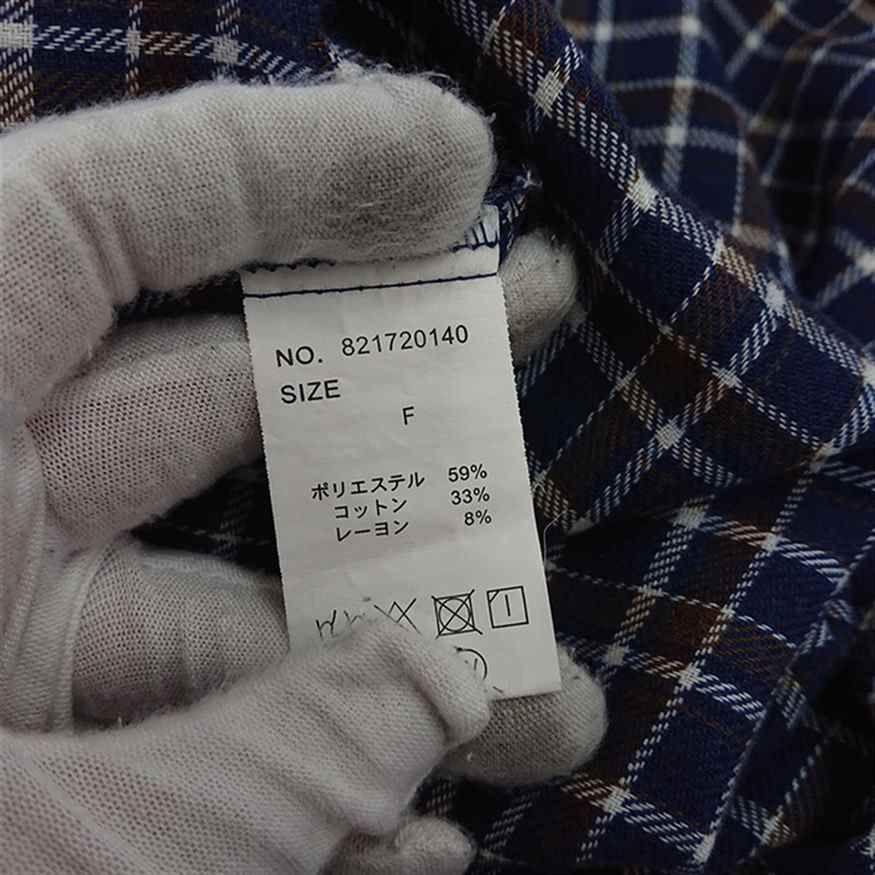 NO. 821720140
SIZE
F
ポリエステル 59%
コットン 33%
レーヨン 8%